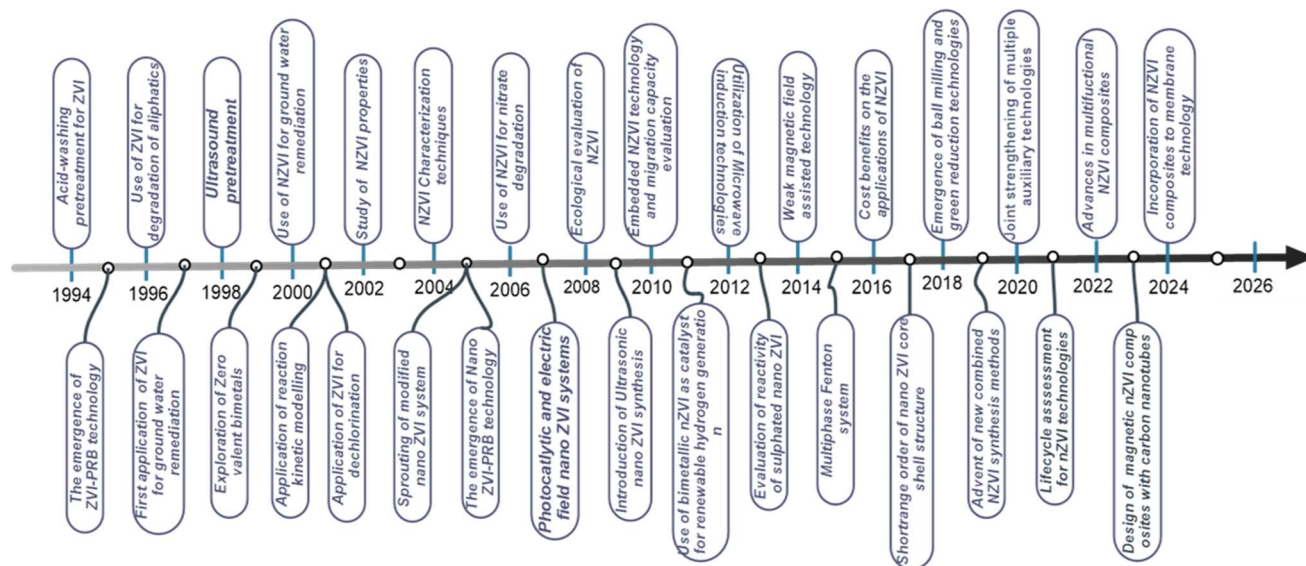 Acid-washing
pretreatment for ZVI
Use of ZVI for
degradation of aliphatics
Ultrasound
pretreatment
Use of NZVI for ground water
remediation
Study of NZVI properties
NZVI Characterization
techniques
Use of NZVI for nitrate
degradation
Ecological evaluation of
NZVI
Embedded NZVI technology
and migration capacity
evaluation
Utilization of Microwave
induction technologies
Weak magnetic field
assisted technology
Cost benefits on the
applications of NZVI
Emergence of ball milling and
green reduction technologies
Joint strengthening of multiple
auxiliary technologies
Advances in multifuctional
NZVI composites
Incorporation of NZVI
composites to membrane
technology
1994
1996
1998
2000
2002
2004
2006
2008
2010
2012
2014
2016
2018
2020
2022
2024
2026
The emergence of
ZVI-PRB technology
First application of ZVI
for ground water
remediation
Exploration of Zero
valent bimetals
Application of reaction
kinetic modelling
Application of ZVI for
dechlorination
Sprouting of modified
nano ZVI system
The emergence of Nano
ZVI-PRB technology
Photocatlytic and electric
field nano ZVI systems
Introduction of Ultrasonic
nano ZVI synthesis
Use of bimetallic nZVI as catalyst
for renewable hydrogen generatio
n
Evaluation of reactivity
of sulphated nano ZVI
Multiphase Fenton
system
Shortrange order of nano ZVI core
shell structure
Advent of new combined
NZVI synthesis methods
Lifecycle assessment
for nZVI technologies
Design of magnetic nZVI comp
osites with carbon nanotubes